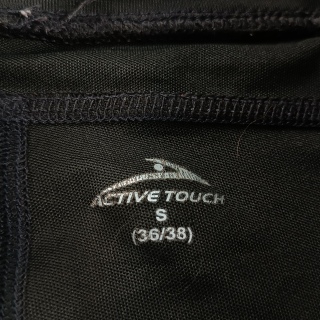 ACTIVE TOUCH
S
(36/38)